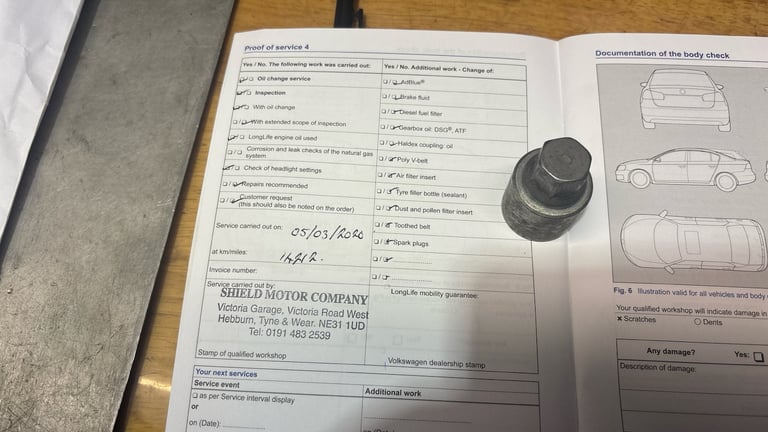 Proof of service 4
Yes / No. The following work was carried out:
Oil change service
Inspection
With oil change
With extended scope of inspection
LongLife engine oil used
Corrosion and leak checks of the natural gas
system
Check of headlight settings
Repairs recommended
Customer request
(this should also be noted on the order)
Service carried out on: 05/03/2020
at km/miles:
Invoice number:
Service carried out by:
SHIELD MOTOR COMPANY
Victoria Garage, Victoria Road West
Hebburn, Tyne & Wear. NE31 1UD
Tel: 0191 483 2539
Stamp of qualified workshop
Yes / No. Additional work - Change of:
AdBlue®
Brake fluid
Diesel fuel filter
Gearbox oil: DSG®, ATF
Haldex coupling: oil
Poly V-belt
Air filter insert
Tyre filler bottle (sealant)
Dust and pollen filter insert
Toothed belt
Spark plugs
LongLife mobility guarantee:
Volkswagen dealership stamp
Your next services
Service event
as per Service interval display
or
on (Date):
Additional work
Documentation of the body check
Fig. 6 Illustration valid for all vehicles and body
Your qualified workshop will indicate damage in
× Scratches
○ Dents
Any damage? Yes:
Description of damage: